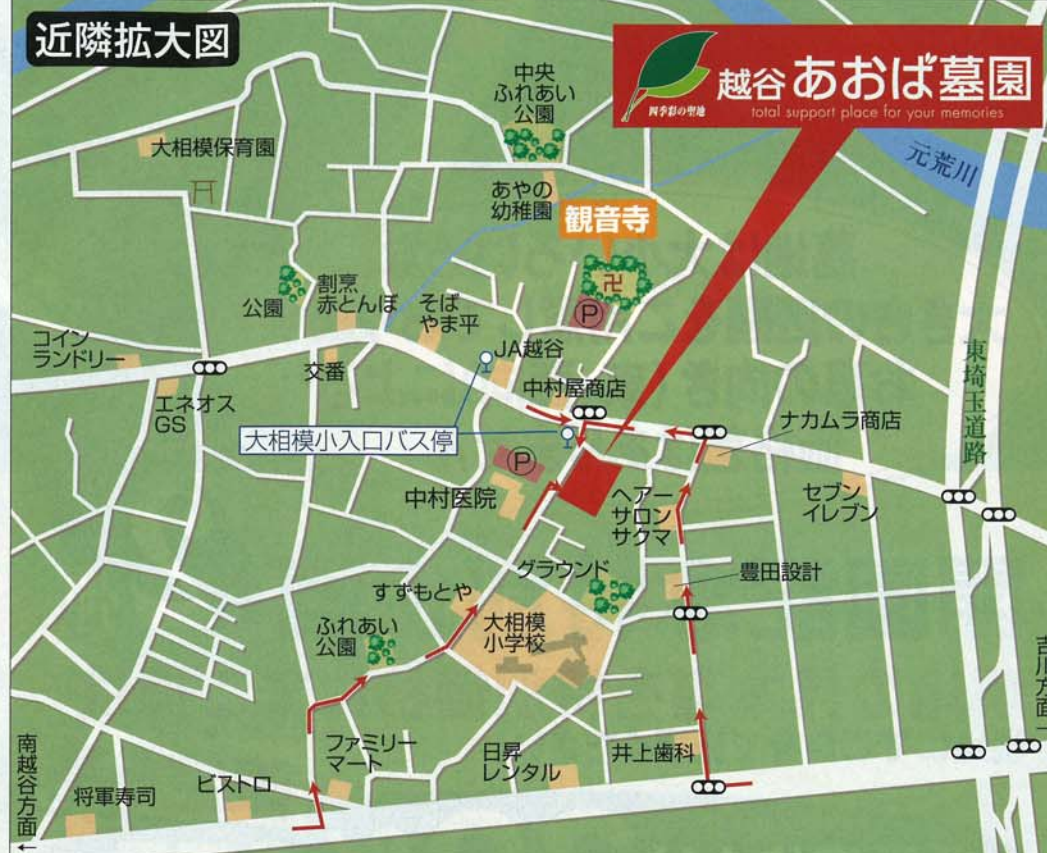 近隣拡大図
越谷 あおば墓園
四季彩の聖地
total support place for your memories
中央
ふれあい
公園
大相模保育園
元荒川
あやの
幼稚園
観音寺
卍
P
公園
割烹
赤とんぼ
そば
やま平
コイン
ランドリー
JA越谷
交番
中村屋商店
東埼玉道路
エネオス
GS
大相模小入口バス停
ナカムラ商店
P
中村医院
ヘアー
サロン
サクマ
セブン
イレブン
グラウンド
豊田設計
すずもとや
大相模
小学校
ふれあい
公園
吉川方面
南越谷方面
←
ファミリー
マート
日昇
レンタル
井上歯科
ビストロ
将軍寿司